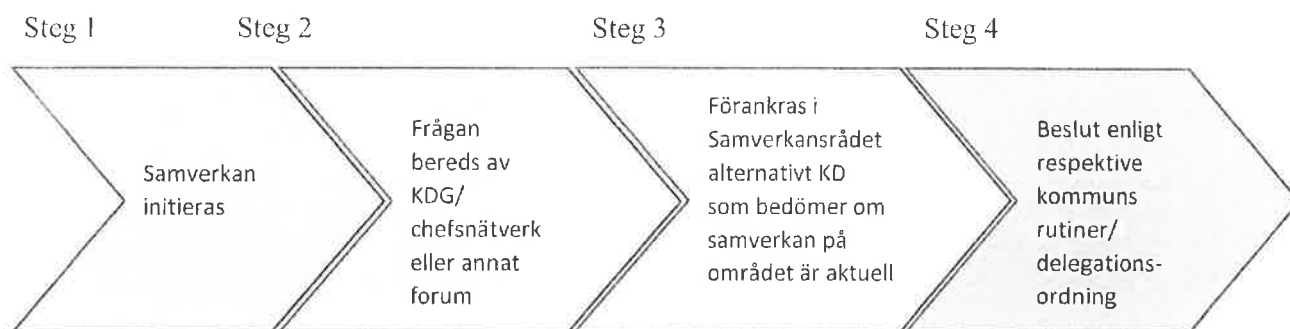 Steg 1
Steg 2
Steg 3
Steg 4
Samverkan
initieras
Frågan
bereds av
KDG/
chefsnätverk
eller annat
forum
Förankras i
Samverkansrådet
alternativt KD
som bedömer om
samverkan på
området är aktuell
Beslut enligt
respektive
kommuns
rutiner/
delegations-
ordning